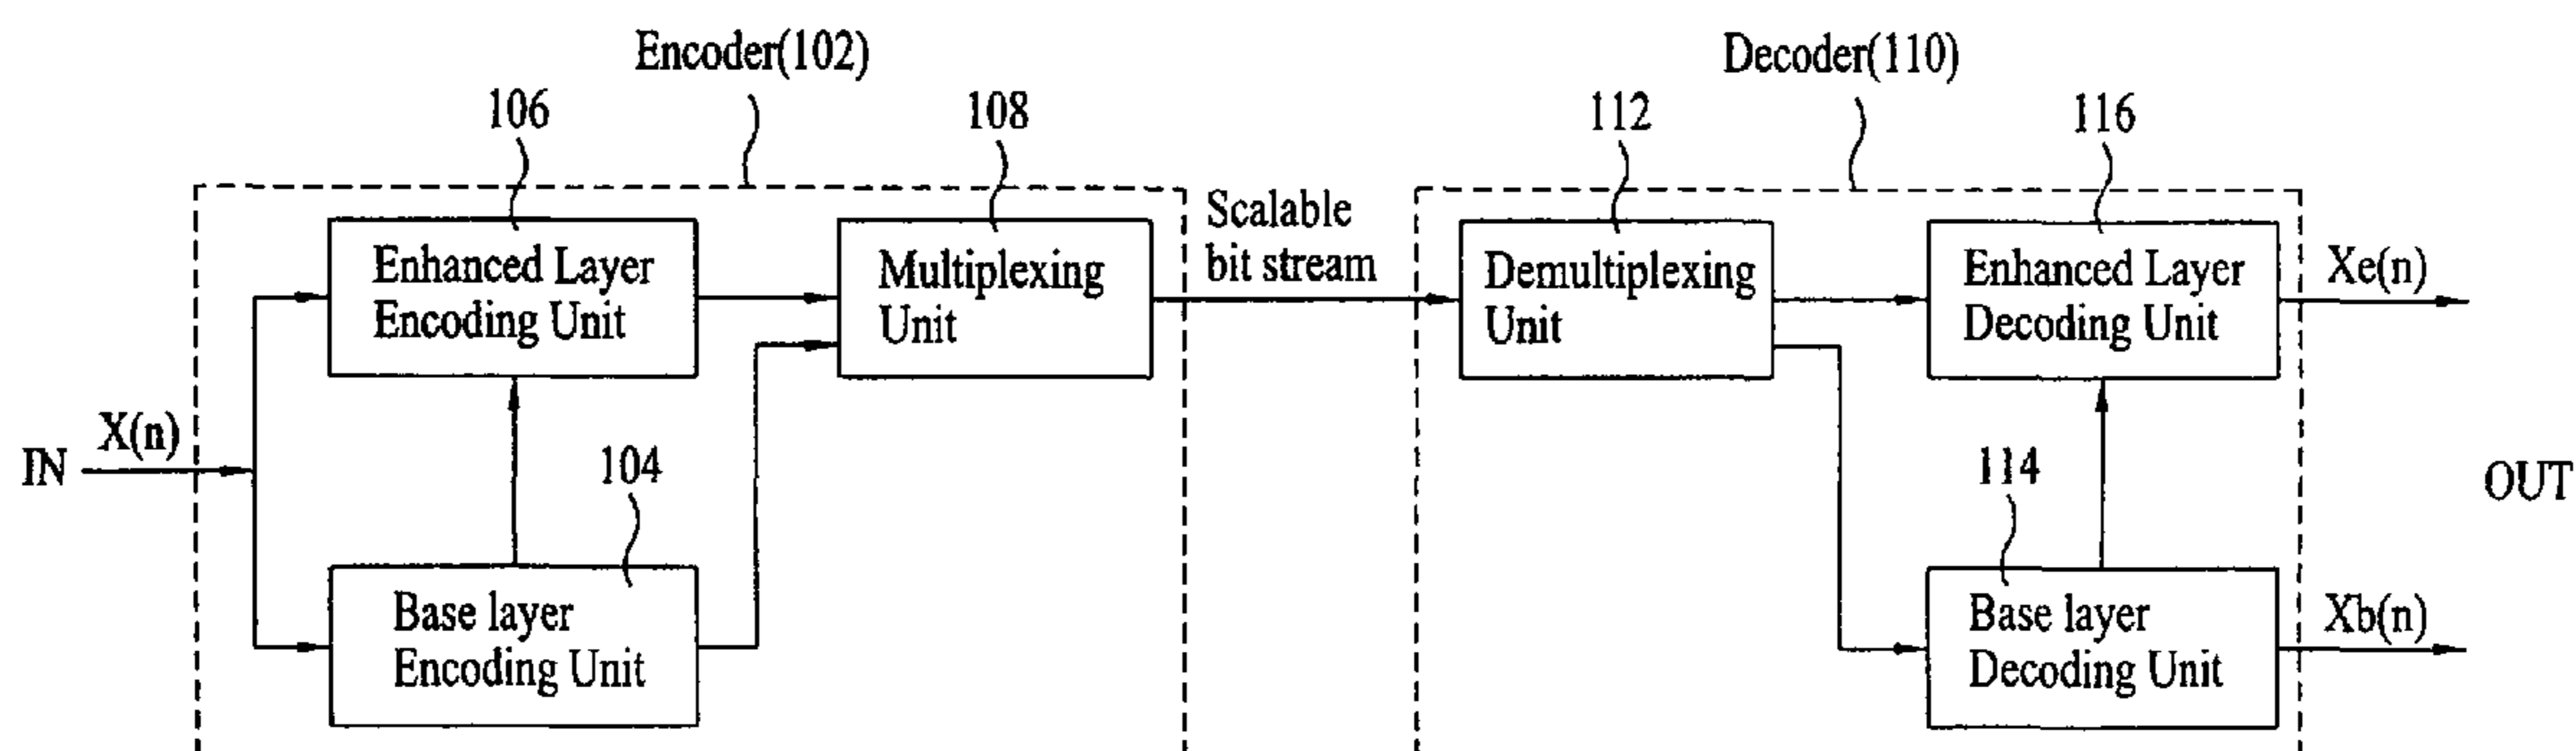 Encoder(102)
Decoder(110)
106
108
112
116
Enhanced Layer
Encoding Unit
Multiplexing
Unit
Scalable
bit stream
Demultiplexing
Unit
Enhanced Layer
Decoding Unit
Xe(n)
IN
X(n)
104
114
OUT
Base layer
Encoding Unit
Base layer
Decoding Unit
Xb(n)